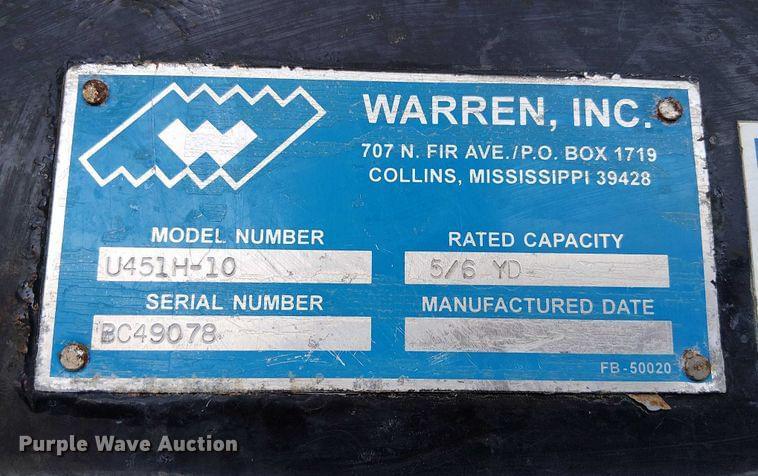 W
WARREN, INC.
707 N. FIR AVE./P.O. BOX 1719
COLLINS, MISSISSIPPI 39428
MODEL NUMBER
U451H-10
RATED CAPACITY
5/6 YD
SERIAL NUMBER
BC49078
MANUFACTURED DATE
FB-50020
Purple Wave Auction